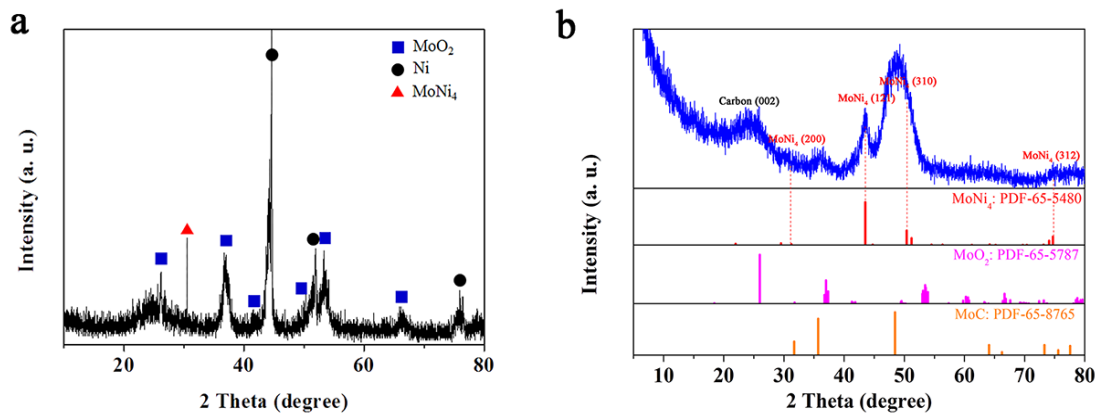 a
MoO2
Ni
MoNi4
Intensity (a. u.)
20
40
60
80
2 Theta (degree)
b
Carbon (002)
MoNi4 (200)
MoNi4 (121)
MoNi4 (310)
MoNi4 (312)
MoNi4: PDF-65-5480
MoO2: PDF-65-5787
MoC: PDF-65-8765
Intensity (a. u.)
10
20
30
40
50
60
70
80
2 Theta (degree)